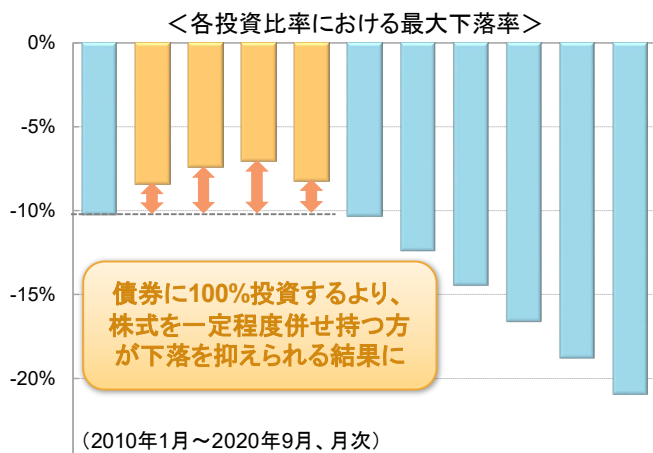 ＜各投資比率における最大下落率＞
0%
-5%
-10%
-15%
-20%
債券に100%投資するより、
株式を一定程度併せ持つ方
が下落を抑えられる結果に
（2010年1月～2020年9月、月次）